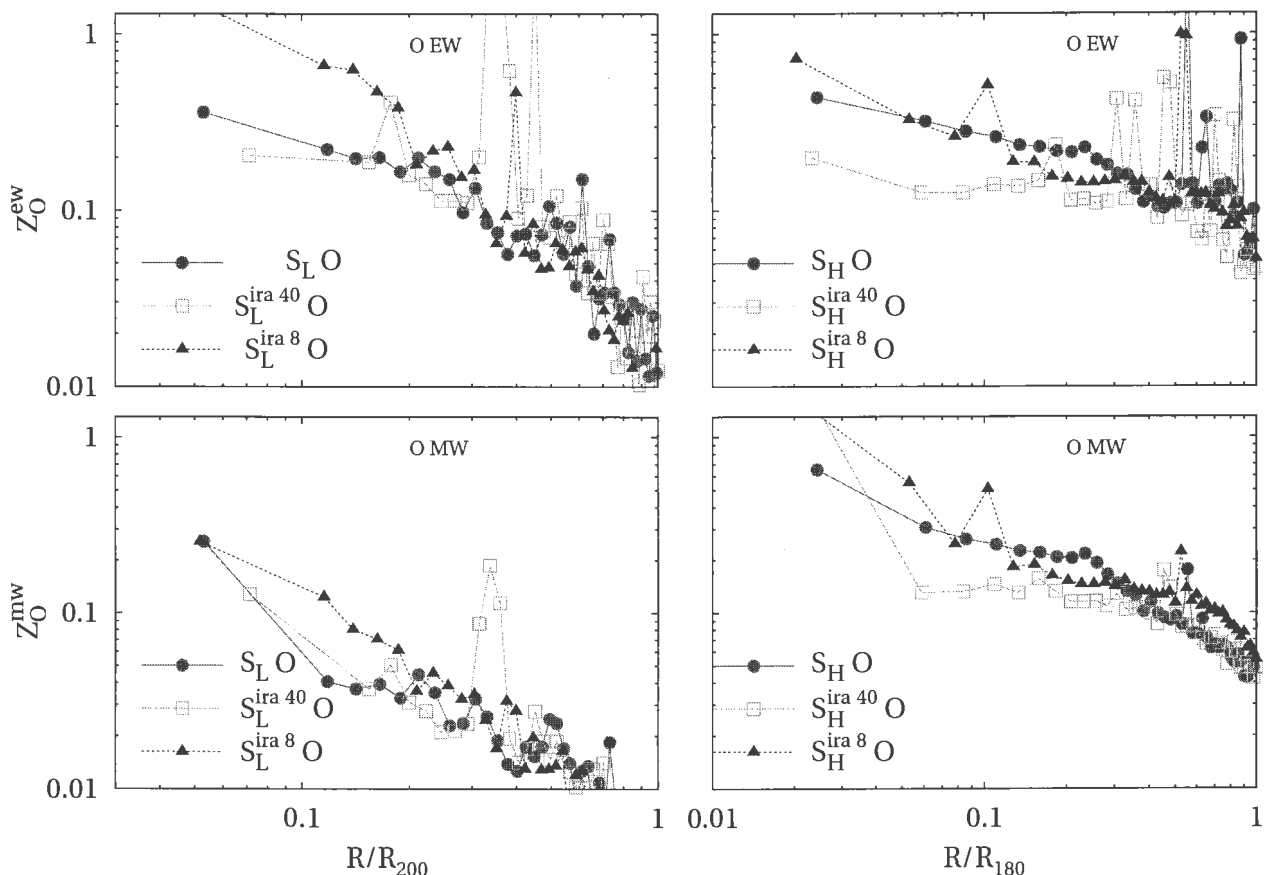 1
O EW
0.1
Z_O^ew
S_L O
S_L^ira 40 O
S_L^ira 8 O
0.01
O EW
S_H O
S_H^ira 40 O
S_H^ira 8 O
1
O MW
0.1
Z_O^mw
S_L O
S_L^ira 40 O
S_L^ira 8 O
0.01
0.1
1
R/R_200
O MW
S_H O
S_H^ira 40 O
S_H^ira 8 O
0.01
0.1
1
R/R_180